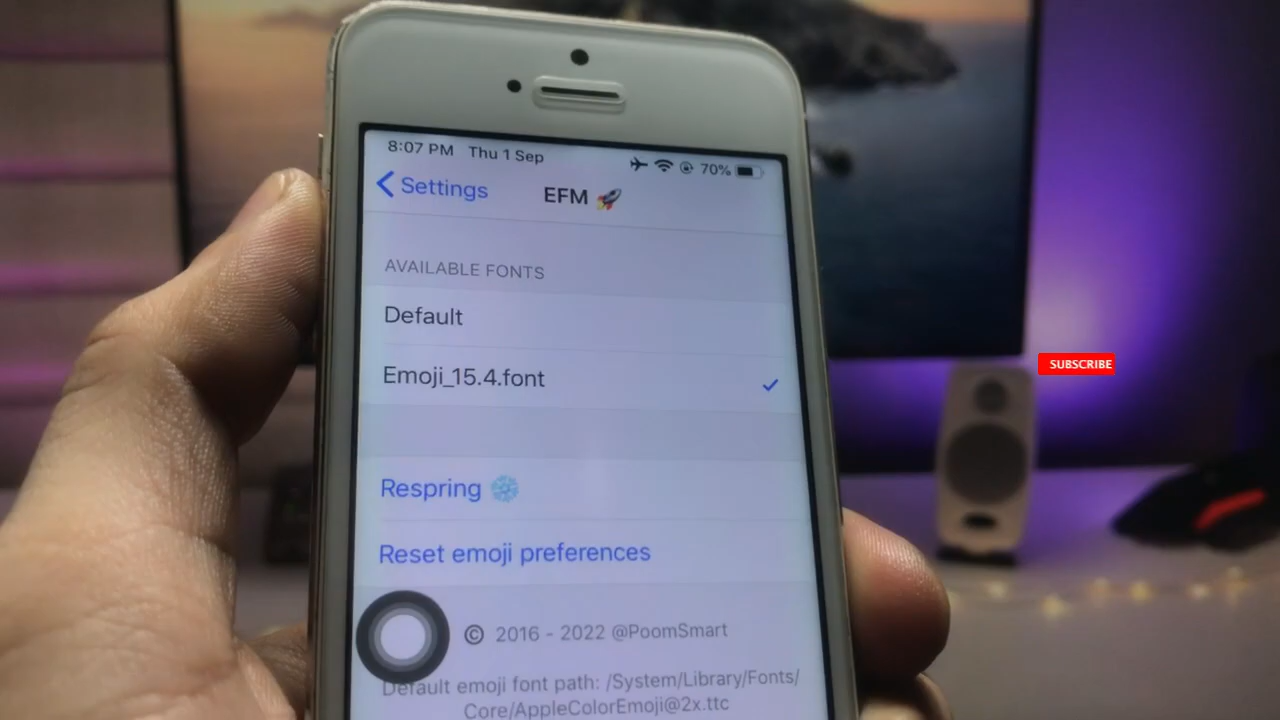 8:07 PM Thu 1 Sep 70%
Settings EFM 🚀
AVAILABLE FONTS
Default
Emoji_15.4.font
SUBSCRIBE
Respring ❄️
Reset emoji preferences
© 2016 - 2022 @PoomSmart
Default emoji font path: /System/Library/Fonts/
Core/AppleColorEmoji@2x.ttc